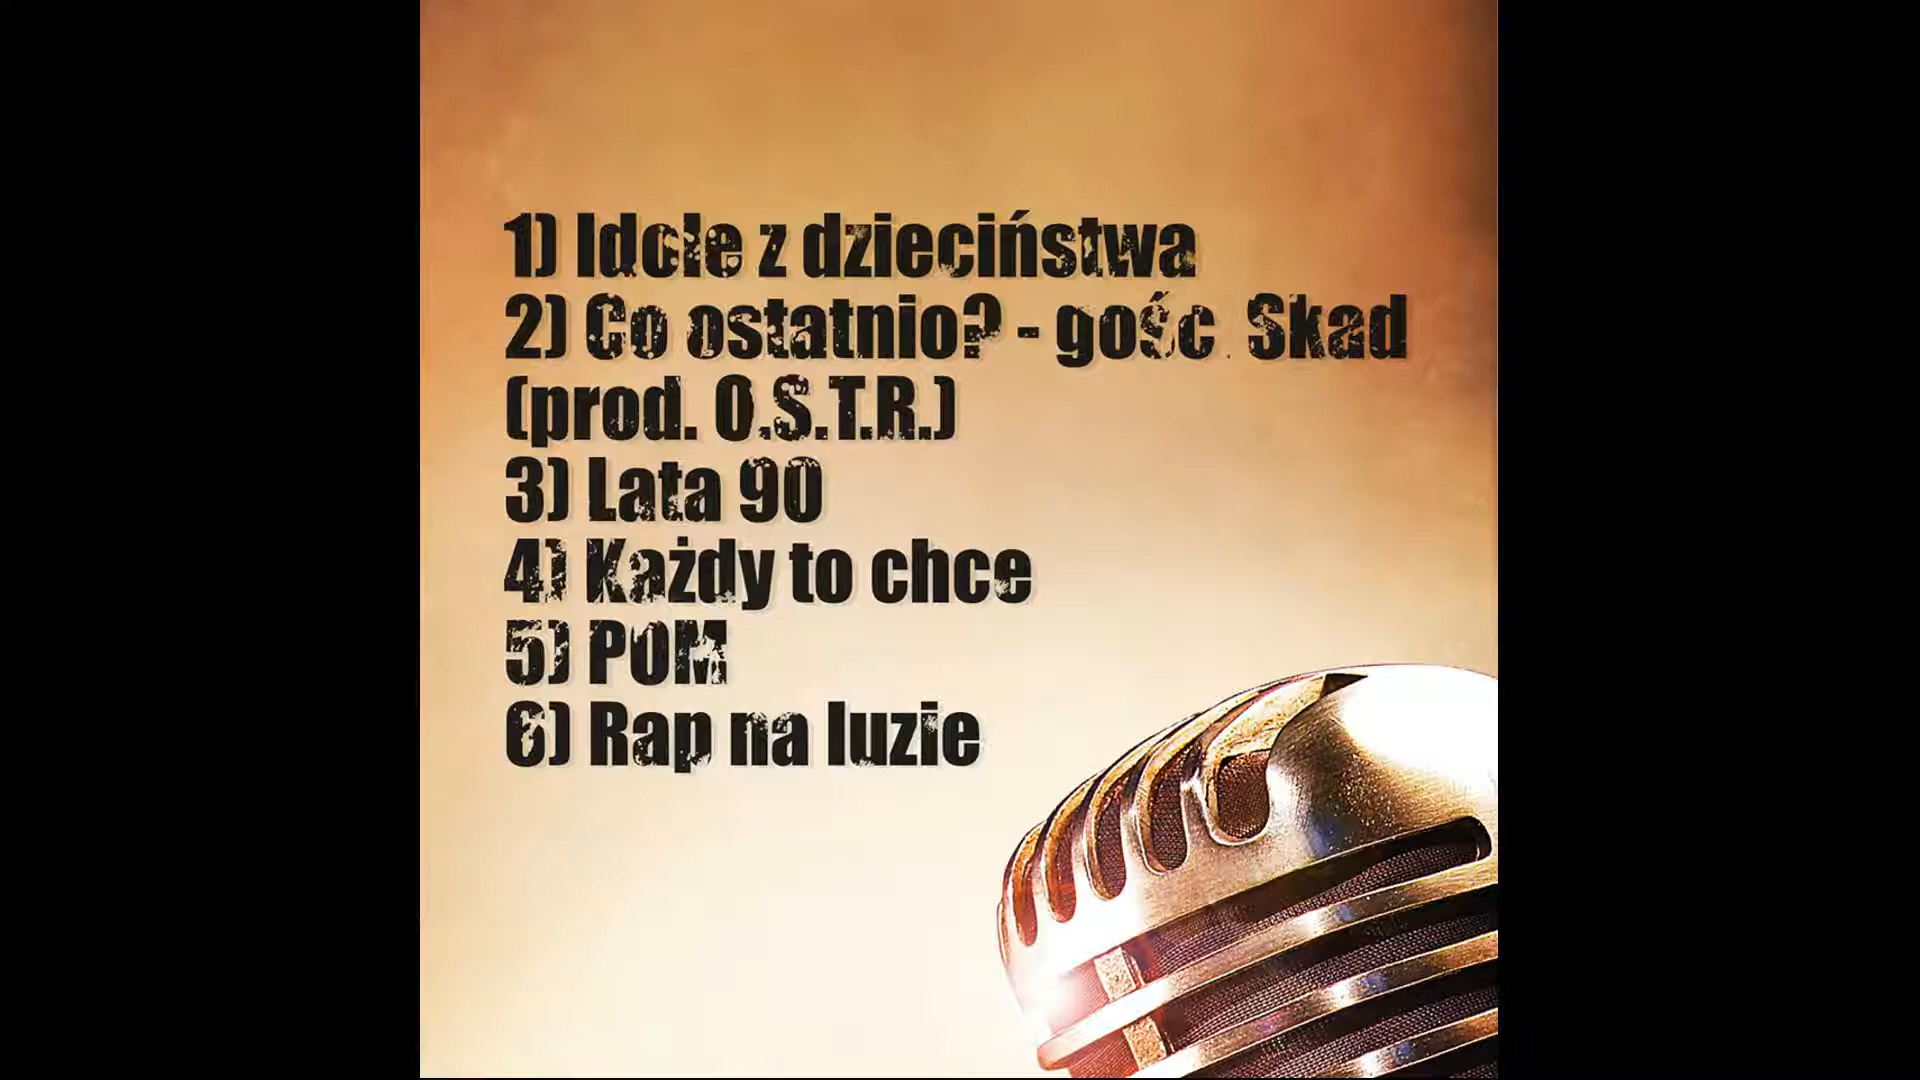 1) Idole z dzieciństwa
2) Co ostatnio? - gośc. Skad
(prod. O.S.T.R.)
3) Lata 90
4) Każdy to chce
5) POM
6) Rap na luzie